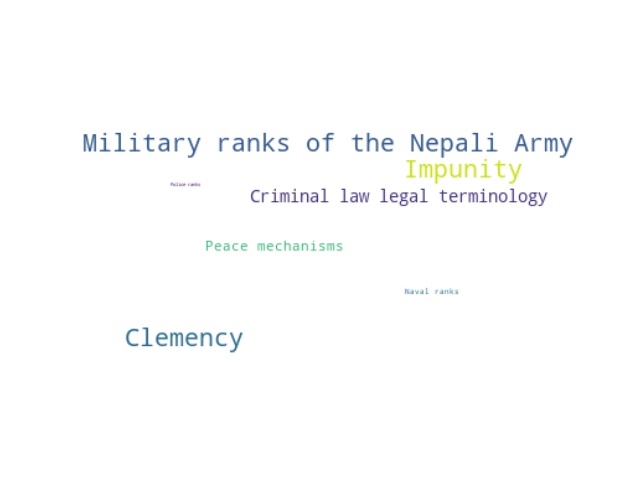 Military ranks of the Nepali Army
Impunity
Police ranks
Criminal law legal terminology
Peace mechanisms
Naval ranks
Clemency